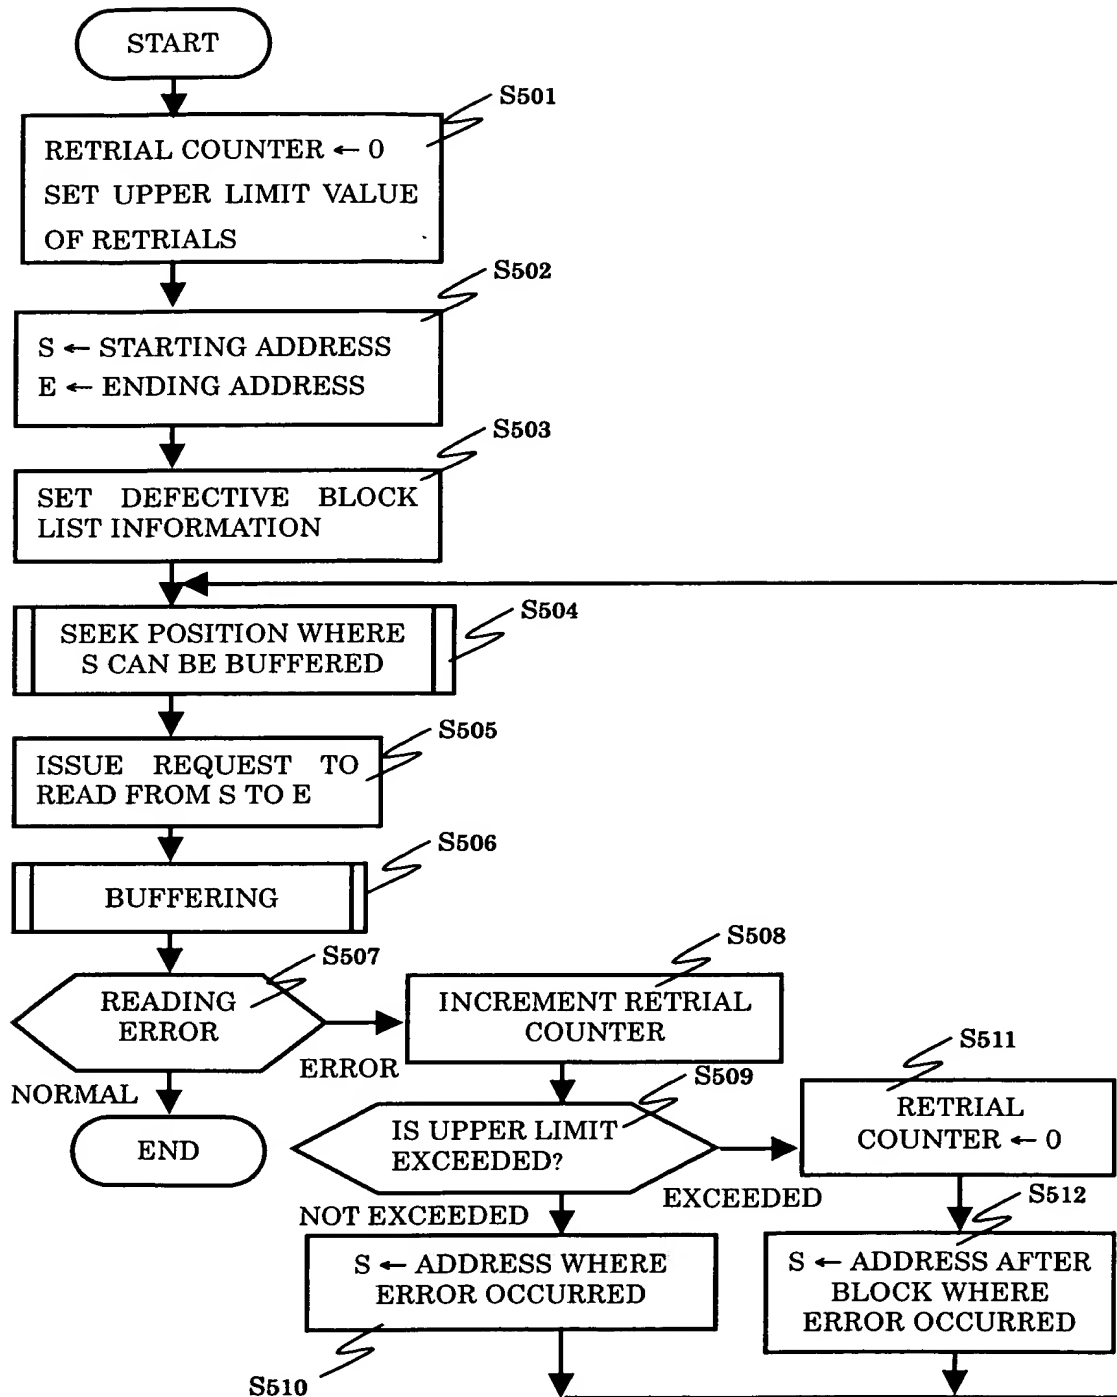 START
S501
RETRIAL COUNTER ← 0
SET UPPER LIMIT VALUE
OF RETRIALS
S502
S ← STARTING ADDRESS
E ← ENDING ADDRESS
S503
SET DEFECTIVE BLOCK
LIST INFORMATION
S504
SEEK POSITION WHERE
S CAN BE BUFFERED
S505
ISSUE REQUEST TO
READ FROM S TO E
S506
BUFFERING
S507
READING
ERROR
NORMAL
ERROR
END
S508
INCREMENT RETRIAL
COUNTER
S509
IS UPPER LIMIT
EXCEEDED?
EXCEEDED
NOT EXCEEDED
S511
RETRIAL
COUNTER ← 0
S512
S ← ADDRESS AFTER
BLOCK WHERE
ERROR OCCURRED
S ← ADDRESS WHERE
ERROR OCCURRED
S510